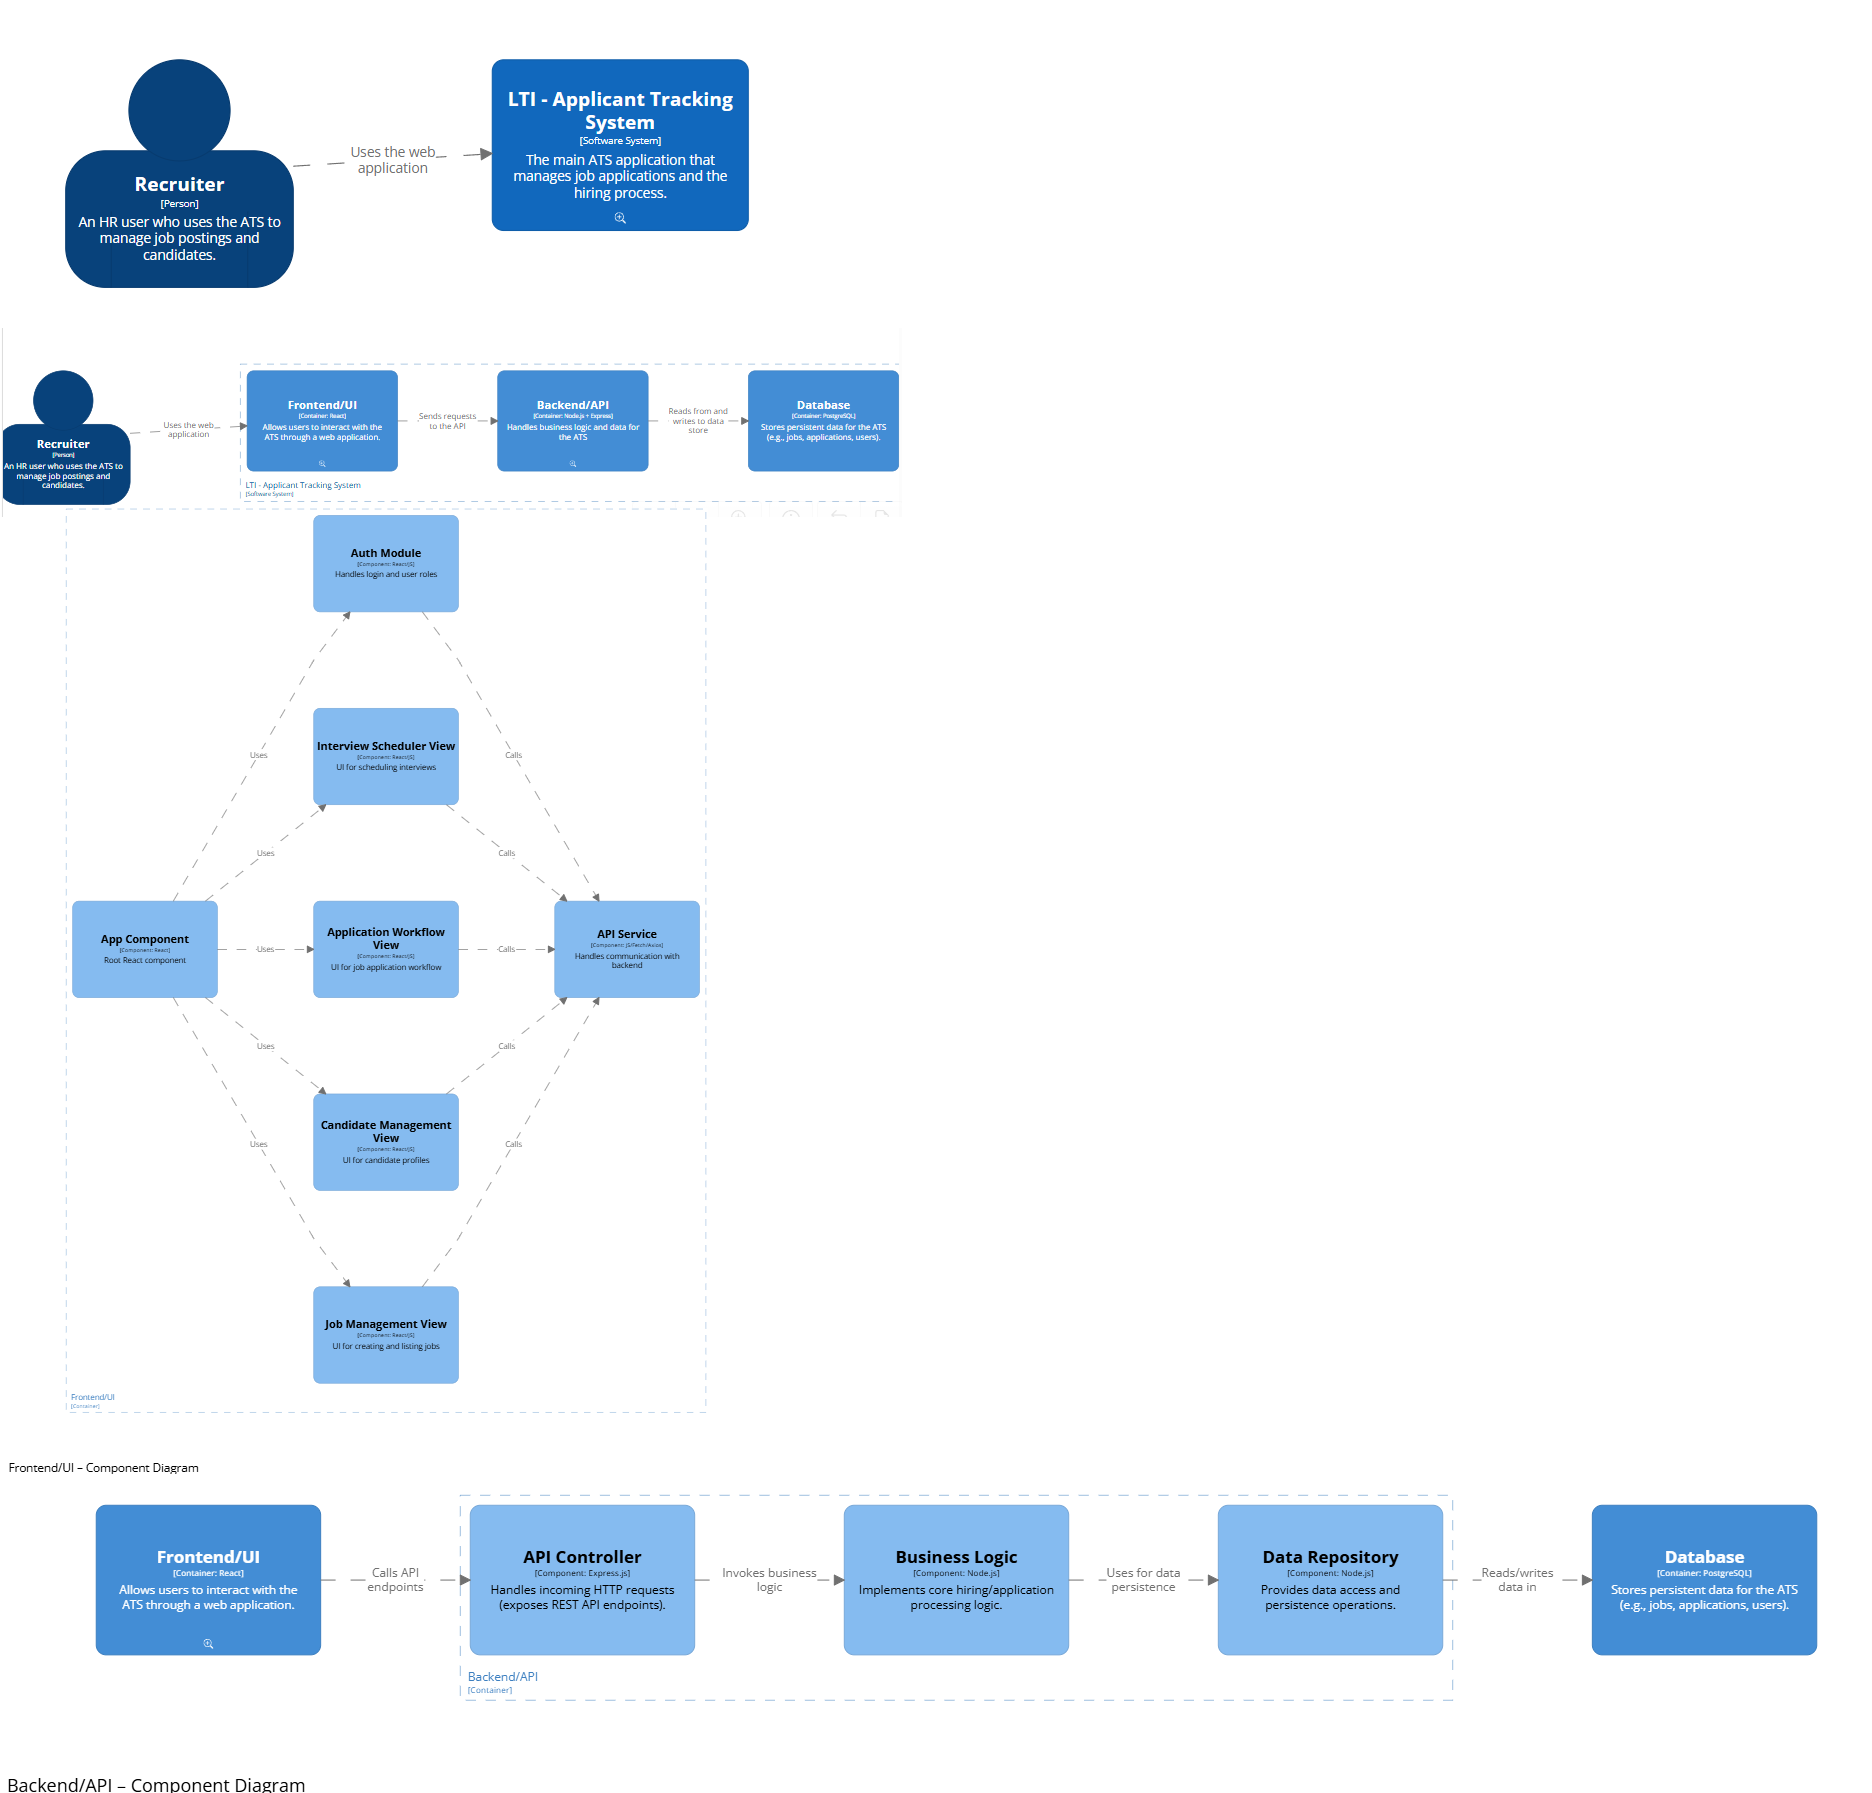 LTI - Applicant Tracking
System
[Software System]
The main ATS application that
manages job applications and the
hiring process.
Uses the web
application
Recruiter
[Person]
An HR user who uses the ATS to
manage job postings and
candidates.
Recruiter
[Person]
An HR user who uses the ATS to
manage job postings and
candidates.
Uses the web
application
Frontend/UI
[Container: React]
Allows users to interact with the
ATS through a web application.
Sends requests
to the API
Backend/API
[Container: Node.js + Express]
Handles business logic and data for
the ATS
Reads from and
writes to data
store
Database
[Container: PostgreSQL]
Stores persistent data for the ATS
(e.g., jobs, applications, users).
LTI - Applicant Tracking System
[Software System]
Auth Module
[Component: React/JS]
Handles login and user roles
Uses
Calls
Interview Scheduler View
[Component: React/JS]
UI for scheduling interviews
Uses
Calls
App Component
[Component: React]
Root React component
Uses
Application Workflow
View
[Component: React/JS]
UI for job application workflow
Calls
API Service
[Component: JS/Fetch/Axios]
Handles communication with
backend
Uses
Calls
Candidate Management
View
[Component: React/JS]
UI for candidate profiles
Uses
Calls
Job Management View
[Component: React/JS]
UI for creating and listing jobs
Frontend/UI
[Container]
Frontend/UI – Component Diagram
Frontend/UI
[Container: React]
Allows users to interact with the
ATS through a web application.
Calls API
endpoints
API Controller
[Component: Express.js]
Handles incoming HTTP requests
(exposes REST API endpoints).
Invokes business
logic
Business Logic
[Component: Node.js]
Implements core hiring/application
processing logic.
Uses for data
persistence
Data Repository
[Component: Node.js]
Provides data access and
persistence operations.
Reads/writes
data in
Database
[Container: PostgreSQL]
Stores persistent data for the ATS
(e.g., jobs, applications, users).
Backend/API
[Container]
Backend/API – Component Diagram